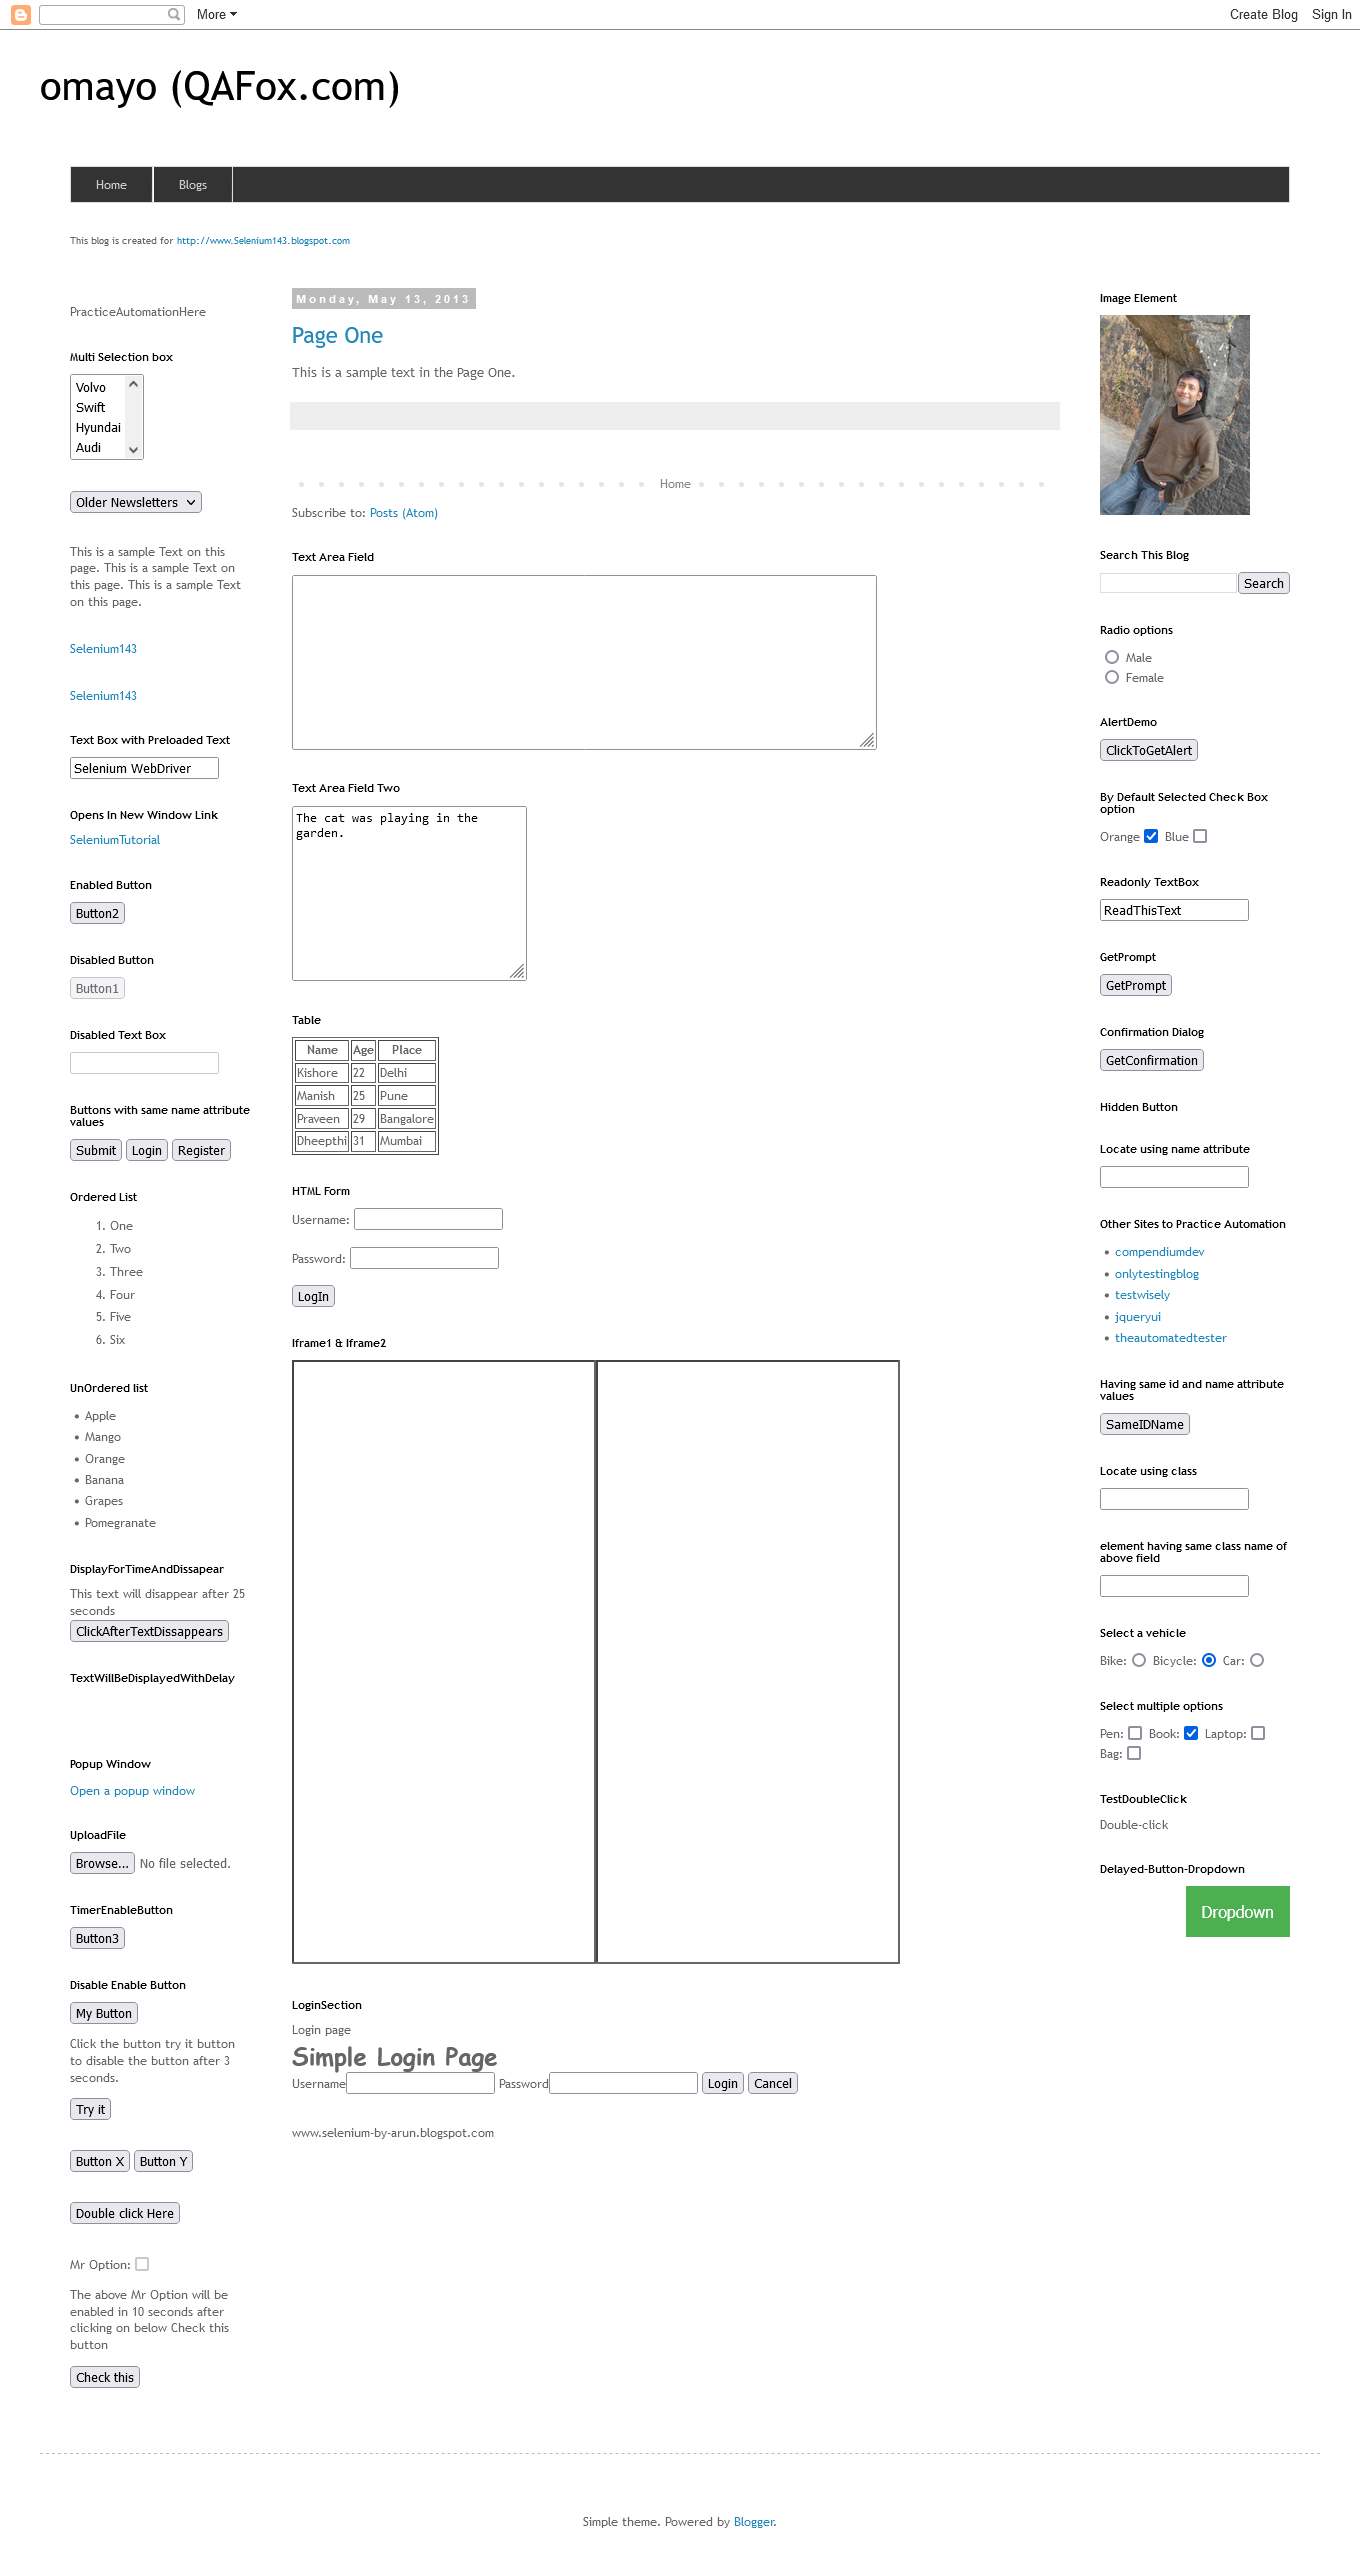 More
Create Blog
Sign In
omayo (QAFox.com)
Home
Blogs
This blog is created for http://www.Selenium143.blogspot.com
PracticeAutomationHere
Multi Selection box
Volvo
Swift
Hyundai
Audi
Older Newsletters
This is a sample Text on this
page. This is a sample Text on
this page. This is a sample Text
on this page.
Selenium143
Selenium143
Text Box with Preloaded Text
Selenium WebDriver
Opens In New Window Link
SeleniumTutorial
Enabled Button
Button2
Disabled Button
Button1
Disabled Text Box
Buttons with same name attribute
values
Submit Login Register
Ordered List
1. One
2. Two
3. Three
4. Four
5. Five
6. Six
UnOrdered list
• Apple
• Mango
• Orange
• Banana
• Grapes
• Pomegranate
DisplayForTimeAndDissapear
This text will disappear after 25
seconds
ClickAfterTextDissappears
TextWillBeDisplayedWithDelay
Popup Window
Open a popup window
UploadFile
Browse... No file selected.
TimerEnableButton
Button3
Disable Enable Button
My Button
Click the button try it button
to disable the button after 3
seconds.
Try it
Button X Button Y
Double click Here
Mr Option:
The above Mr Option will be
enabled in 10 seconds after
clicking on below Check this
button
Check this
Monday, May 13, 2013
Page One
This is a sample text in the Page One.
Home
Subscribe to: Posts (Atom)
Text Area Field
Text Area Field Two
The cat was playing in the
garden.
Table
Name Age Place
Kishore 22 Delhi
Manish 25 Pune
Praveen 29 Bangalore
Dheepthi 31 Mumbai
HTML Form
Username:
Password:
LogIn
Iframe1 & Iframe2
LoginSection
Login page
Simple Login Page
Username Password Login Cancel
www.selenium-by-arun.blogspot.com
Image Element
Search This Blog
Search
Radio options
Male
Female
AlertDemo
ClickToGetAlert
By Default Selected Check Box
option
Orange Blue
Readonly TextBox
ReadThisText
GetPrompt
GetPrompt
Confirmation Dialog
GetConfirmation
Hidden Button
Locate using name attribute
Other Sites to Practice Automation
• compendiumdev
• onlytestingblog
• testwisely
• jqueryui
• theautomatedtester
Having same id and name attribute
values
SameIDName
Locate using class
element having same class name of
above field
Select a vehicle
Bike: Bicycle: Car:
Select multiple options
Pen: Book: Laptop:
Bag:
TestDoubleClick
Double-click
Delayed-Button-Dropdown
Dropdown
Simple theme. Powered by Blogger.